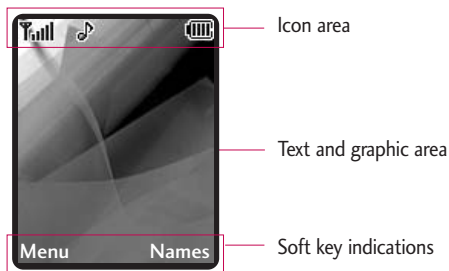 Icon area
Text and graphic area
Menu Names
Soft key indications